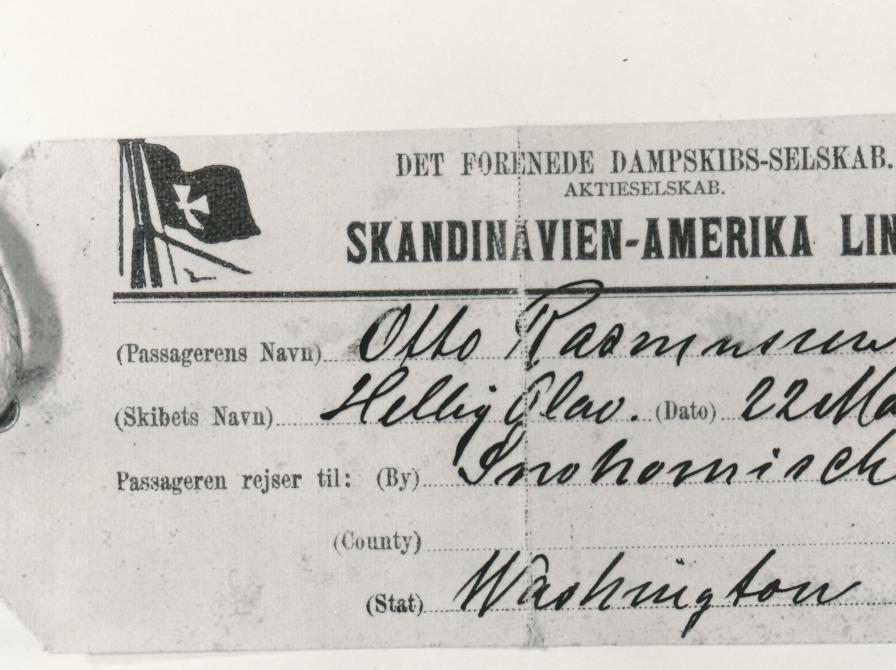 DET FORENEDE DAMPSKIBS-SELSKAB.
AKTIESELSKAB.
SKANDINAVIEN-AMERIKA LIN
(Passagerens Navn) Otto Rasmussen
(Skibets Navn) Hellig Olav. (Dato) 22 Ma
Passageren rejser til: (By) Snohomisch
(County)
(Stat) Washington